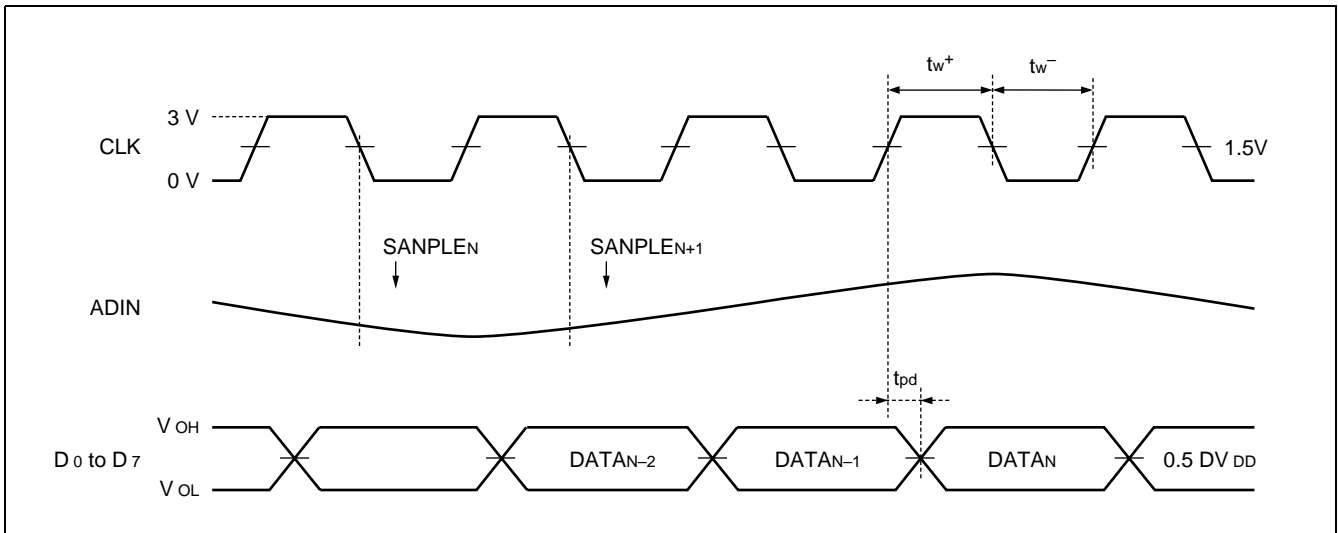 tw+ tw–
3 V
CLK 1.5V
0 V
SANPLEN SANPLEN+1
ADIN
tpd
V OH
D 0 to D 7 DATAN–2 DATAN–1 DATAN 0.5 DV DD
V OL